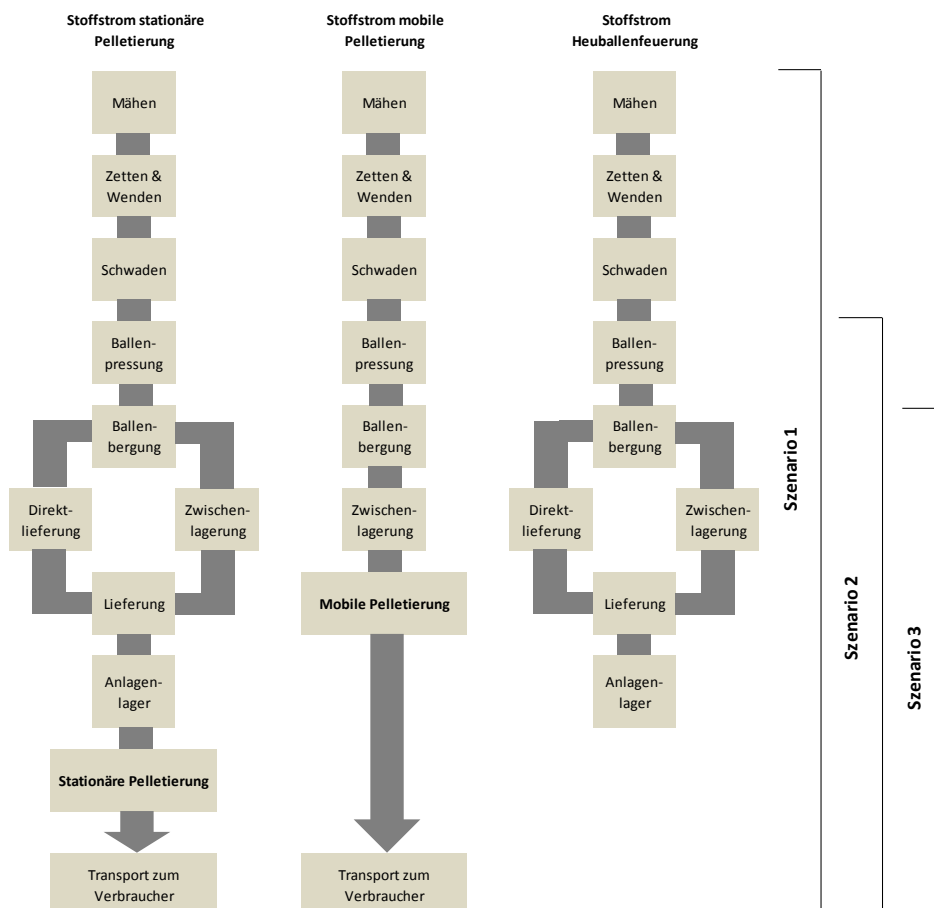 Stoffstrom stationäre
Pelletierung
Mähen
Zetten &
Wenden
Schwaden
Ballen-
pressung
Ballen-
bergung
Direkt-
lieferung
Zwischen-
lagerung
Lieferung
Anlagen-
lager
Stationäre Pelletierung
Transport zum
Verbraucher
Stoffstrom mobile
Pelletierung
Mähen
Zetten &
Wenden
Schwaden
Ballen-
pressung
Ballen-
bergung
Zwischen-
lagerung
Mobile Pelletierung
Transport zum
Verbraucher
Stoffstrom
Heuballenfeuerung
Mähen
Zetten &
Wenden
Schwaden
Ballen-
pressung
Ballen-
bergung
Direkt-
lieferung
Zwischen-
lagerung
Lieferung
Anlagen-
lager
Szenario 1
Szenario 2
Szenario 3